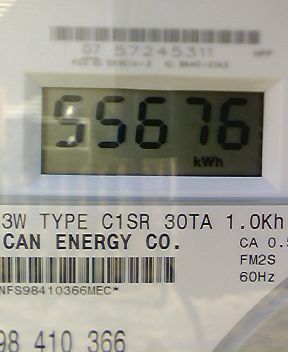 07 57245311
55676
kWh
3W TYPE C1SR 30TA 1.0Kh
CAN ENERGY CO.
CA 0.5
FM2S
60Hz
NFS98410366MEC*
98 410 366